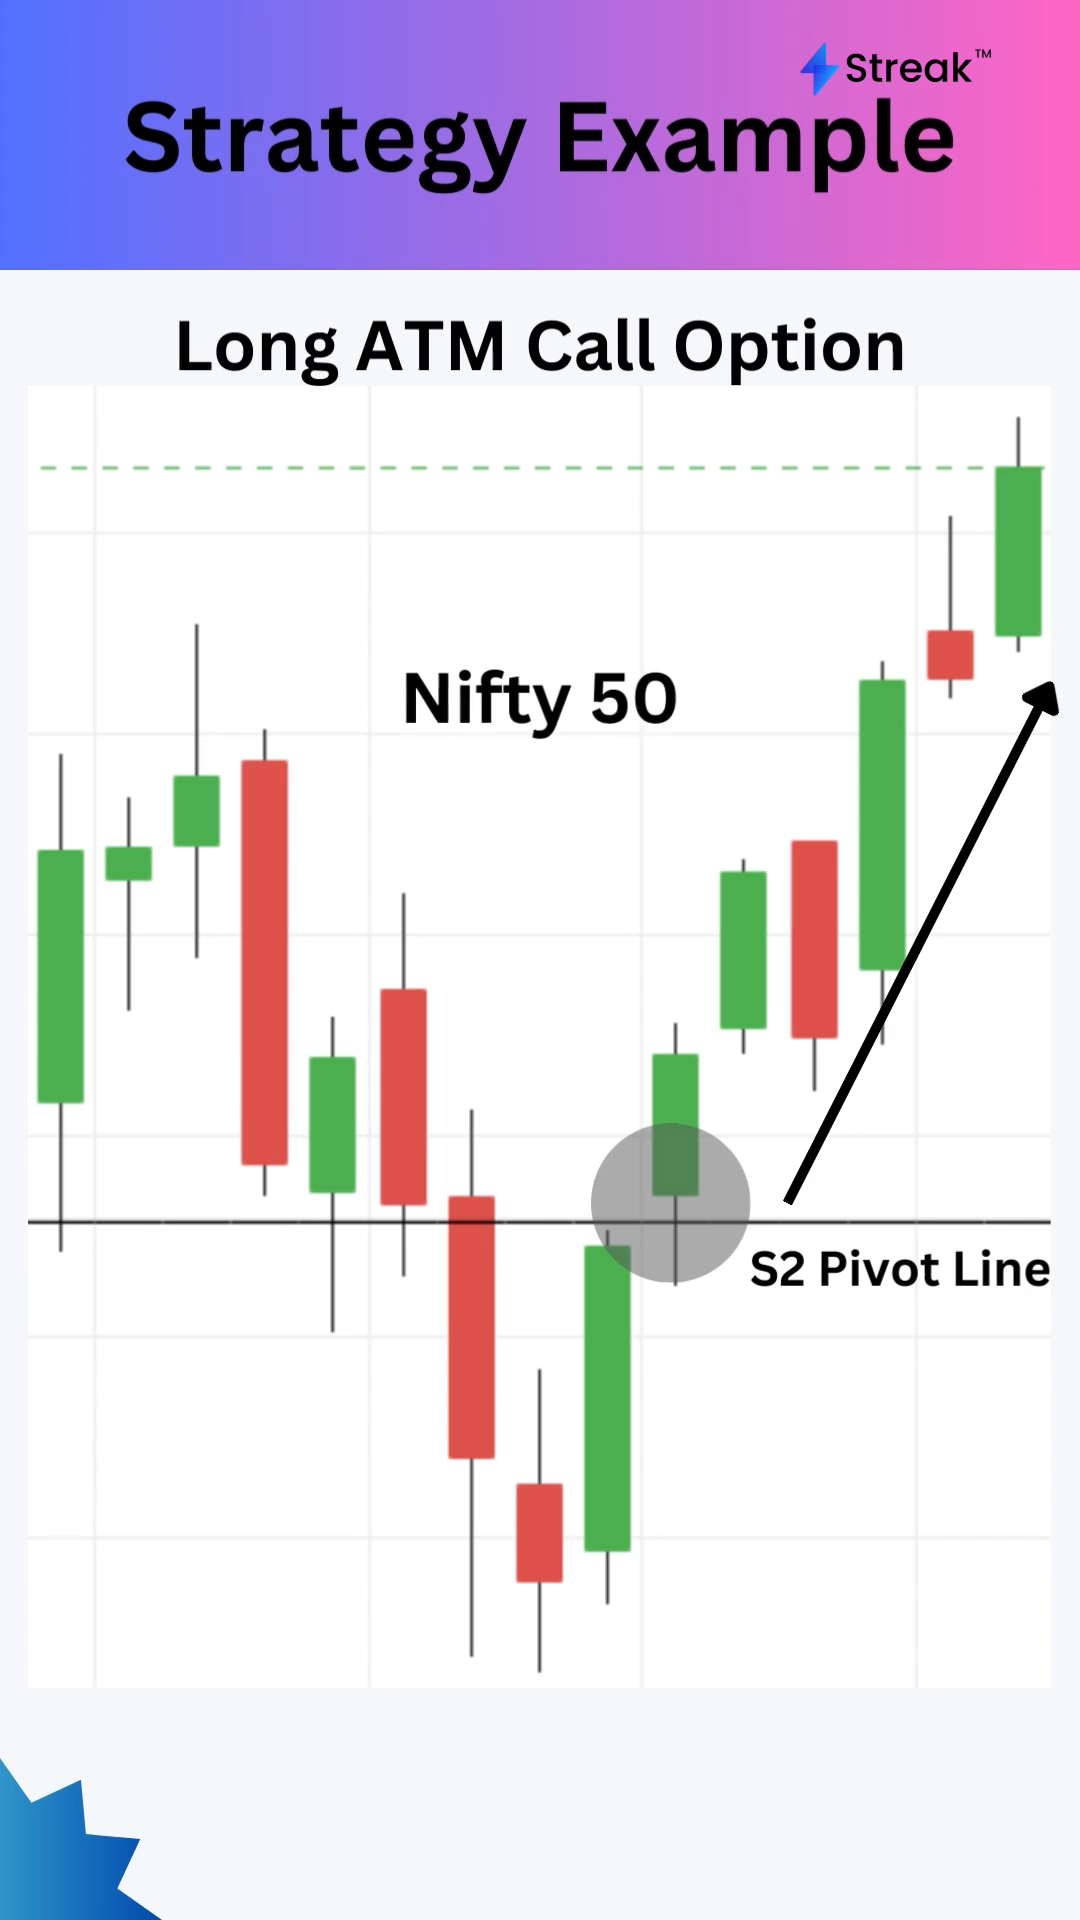 Streak™
Strategy Example
Long ATM Call Option
Nifty 50
S2 Pivot Line